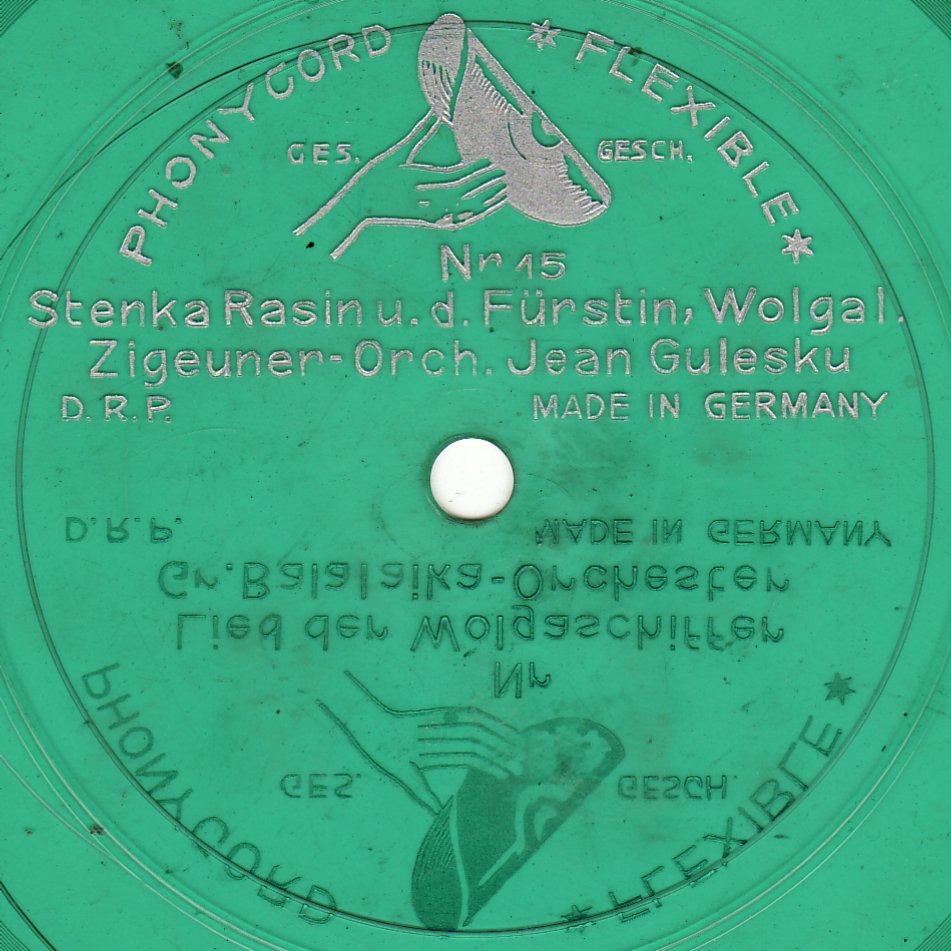 PHONYCORD * FLEXIBLE *
GES. GESCH.
Nr 15
Stenka Rasin u. d. Fürstin, Wolgal.
Zigeuner-Orch. Jean Gulesku
D. R. P. MADE IN GERMANY
D. R. P. MADE IN GERMANY
Gr. Balalaika-Orchester
Lied der Wolgaschiffer
Nr
GES. GESCH.
PHONYCORD * FLEXIBLE *